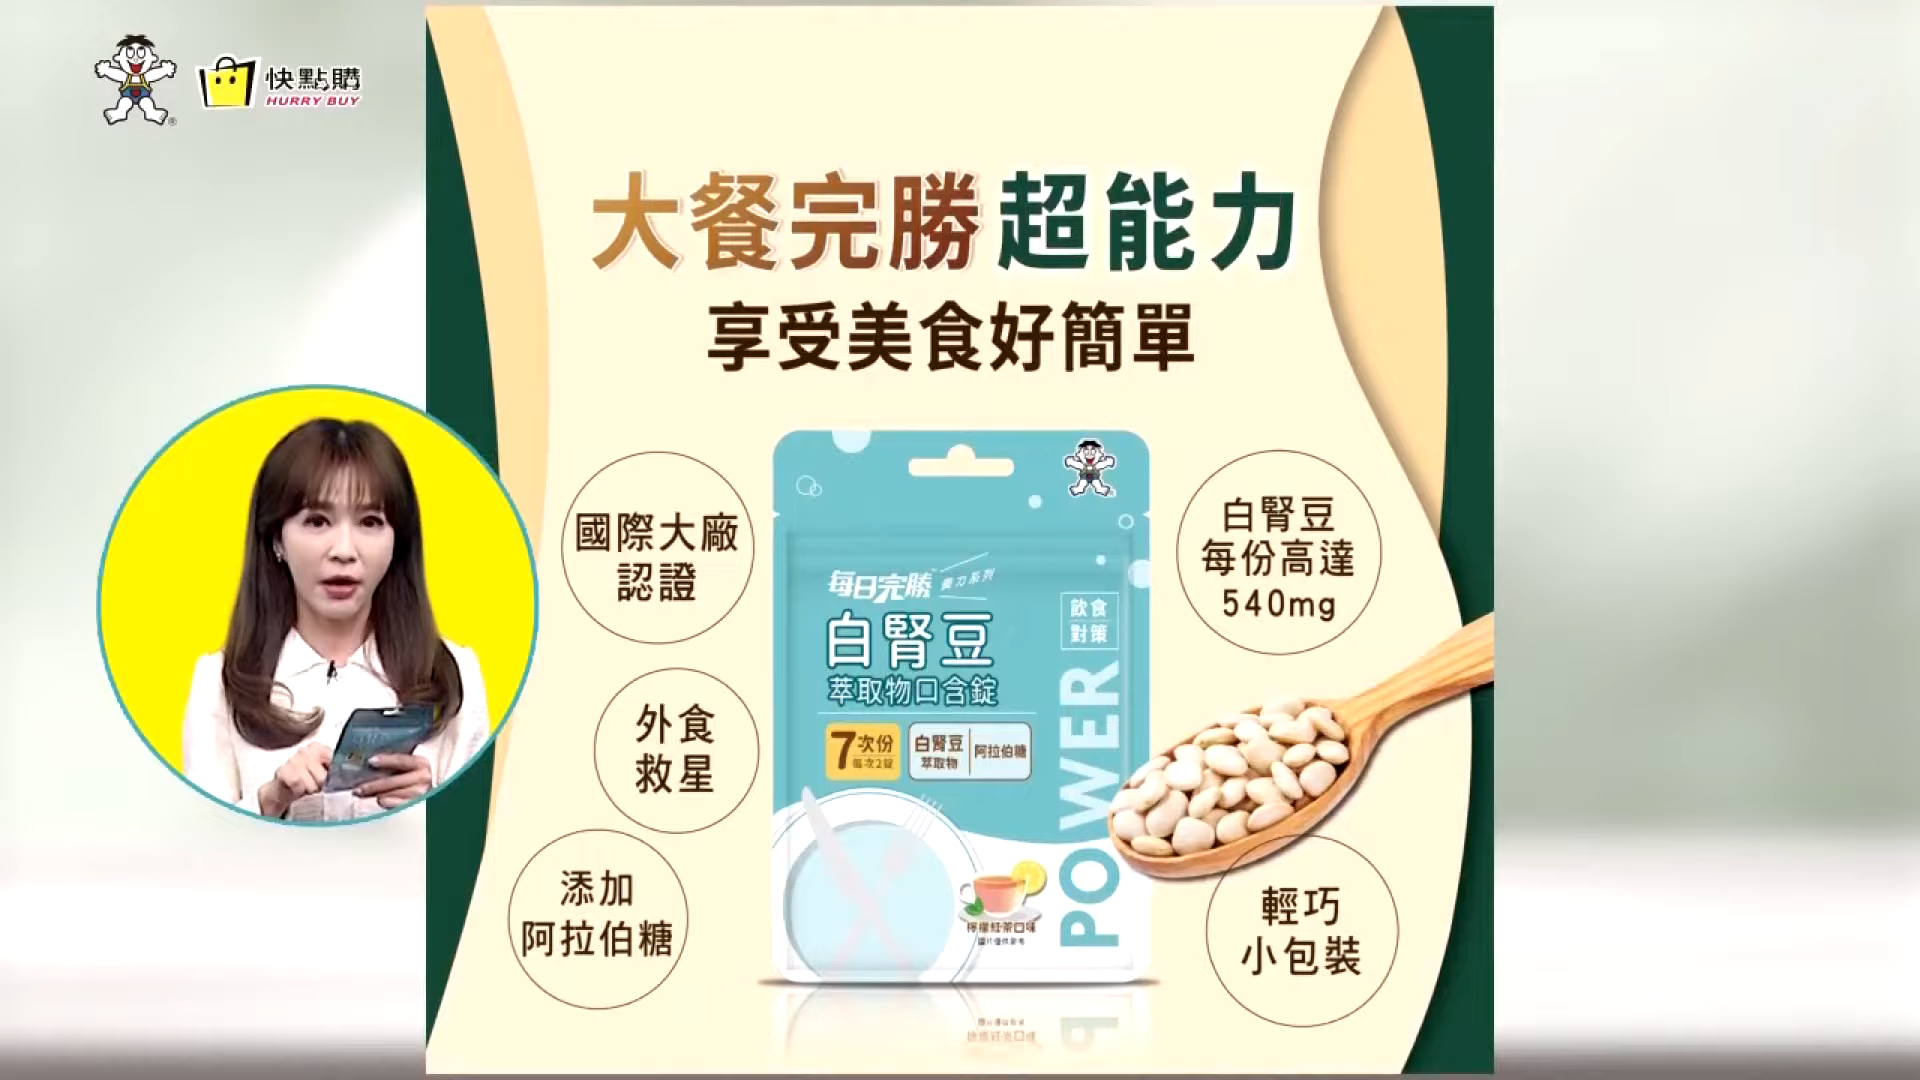 快點購
HURRY BUY
大餐完勝 超能力
享受美食好簡單
國際大廠
認證
外食
救星
添加
阿拉伯糖
每日完勝 美力系列
白腎豆
萃取物口含錠
7次份
每次2錠
白腎豆
萃取物
阿拉伯糖
飲食
對策
POWER
檸檬紅茶口味
白腎豆
每份高達
540mg
輕巧
小包裝